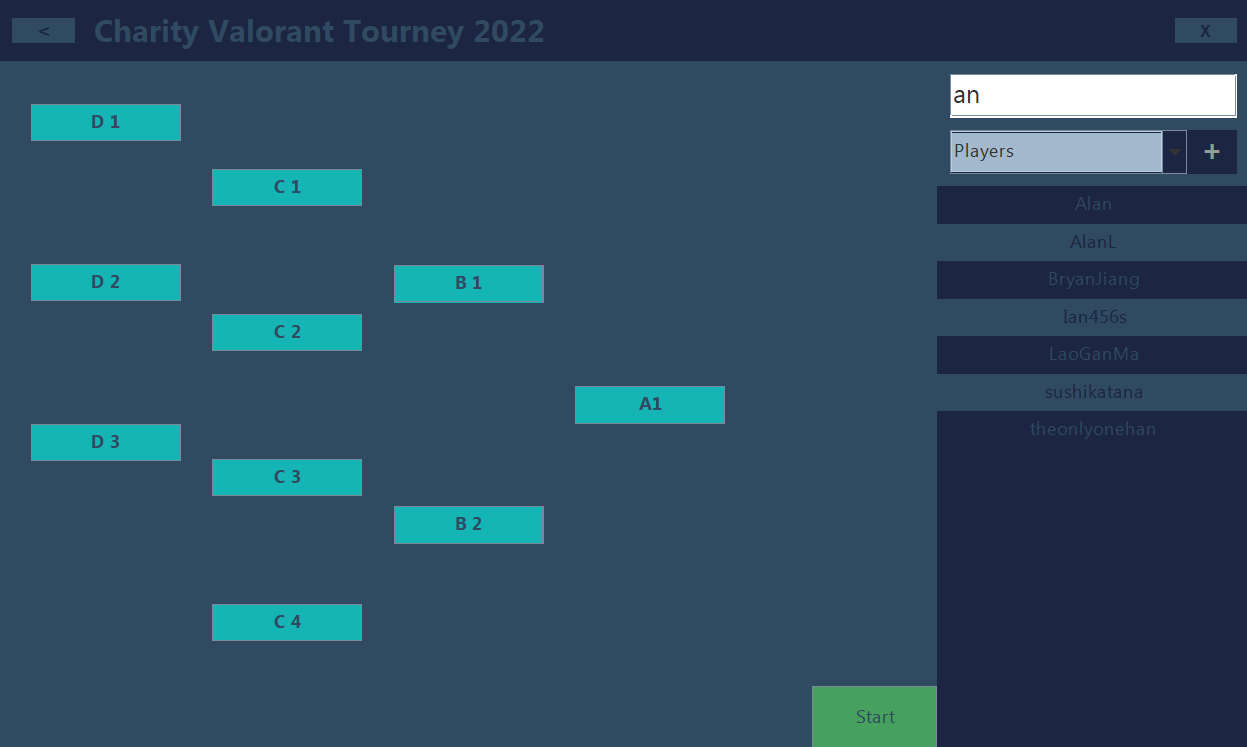 < Charity Valorant Tourney 2022 X
an
Players +
D 1
C 1
D 2
B 1
C 2
A1
D 3
C 3
B 2
C 4
Start
Alan
AlanL
BryanJiang
Ian456s
LaoGanMa
sushikatana
theonlyonehan